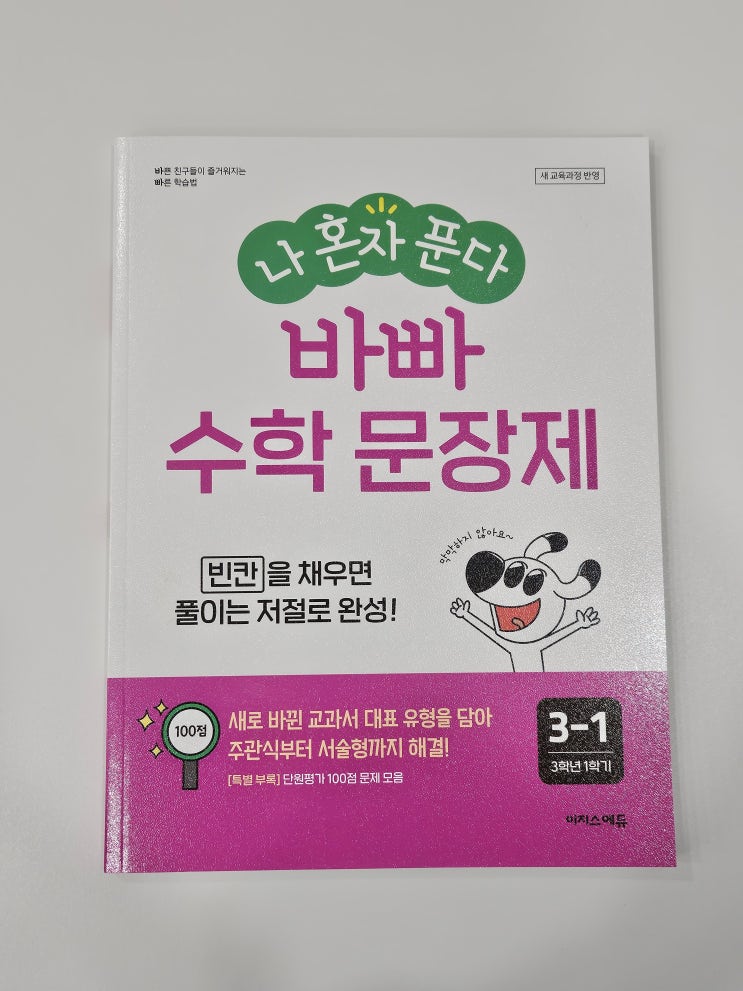 바쁜 친구들이 즐거워지는
빠른 학습법
새 교육과정 반영
나 혼자 푼다
바빠
수학 문장제
막막하지 않아요~
빈칸을 채우면
풀이는 저절로 완성!
100점
새로 바뀐 교과서 대표 유형을 담아
주관식부터 서술형까지 해결!
[특별 부록] 단원평가 100점 문제 모음
3-1
3학년 1학기
이지스에듀